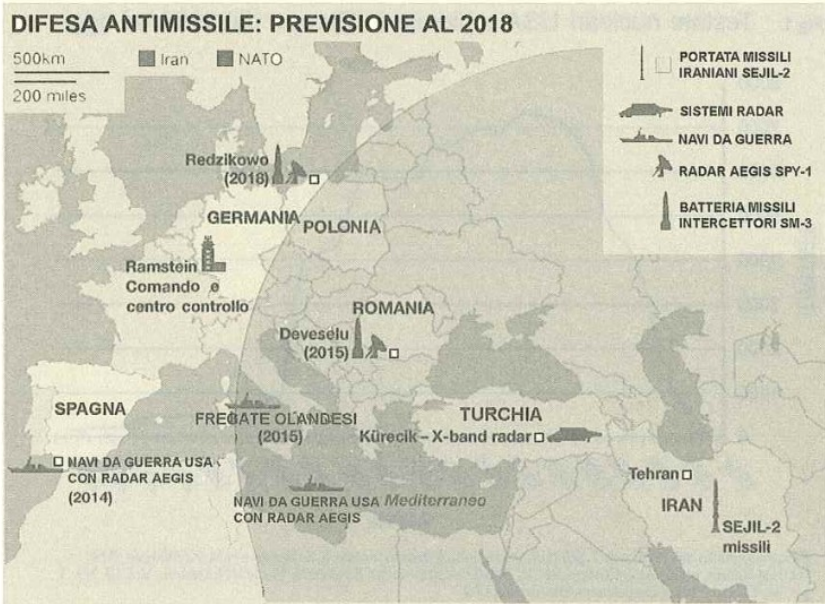 DIFESA ANTIMISSILE: PREVISIONE AL 2018
500km
200 miles
Iran
NATO
PORTATA MISSILI
IRANIANI SEJIL-2
SISTEMI RADAR
NAVI DA GUERRA
RADAR AEGIS SPY-1
BATTERIA MISSILI
INTERCETTORI SM-3
Redzikowo
(2018)
GERMANIA
POLONIA
Ramstein
Comando e
centro controllo
ROMANIA
Deveselu
(2015)
SPAGNA
FREGATE OLANDESI
(2015)
TURCHIA
Kürecik – X-band radar
NAVI DA GUERRA USA
CON RADAR AEGIS
(2014)
NAVI DA GUERRA USA
CON RADAR AEGIS
Mediterraneo
Tehran
IRAN
SEJIL-2
missili